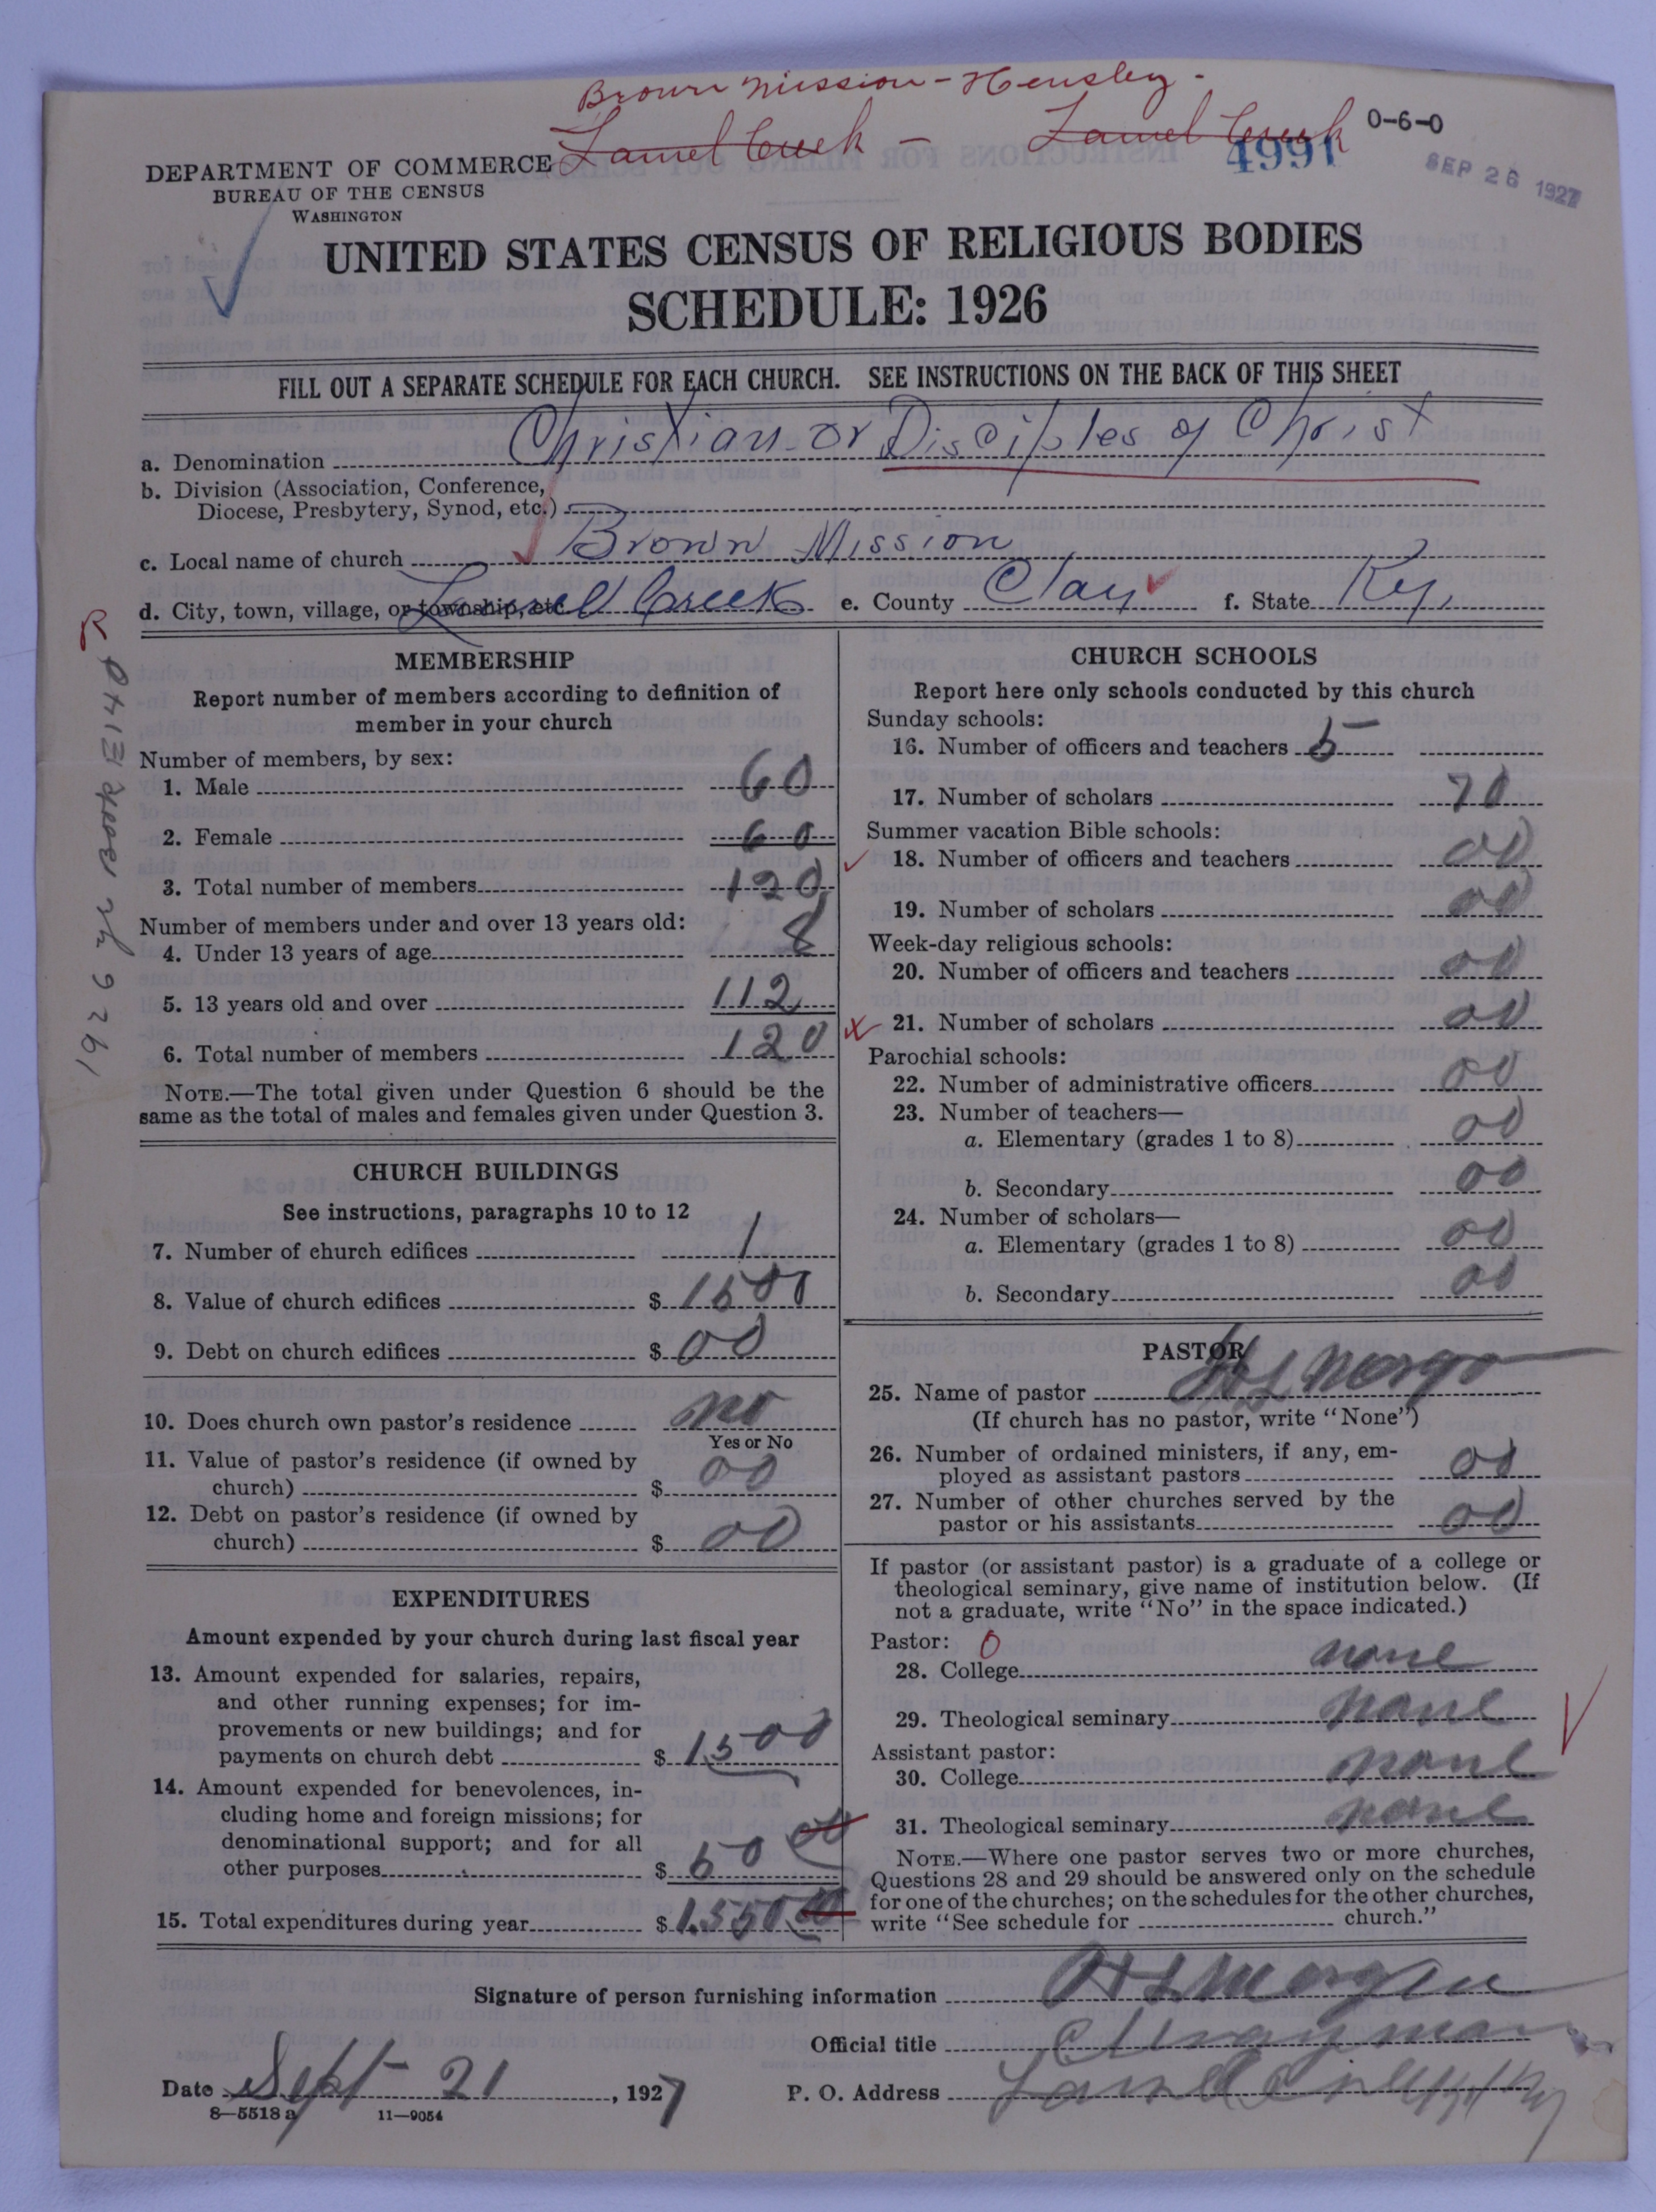 Brown Mission - Hensley -
Laurel Creek - Laurel Creek
0-6-0
4991
SEP 26 1927
DEPARTMENT OF COMMERCE
BUREAU OF THE CENSUS
WASHINGTON
UNITED STATES CENSUS OF RELIGIOUS BODIES
SCHEDULE: 1926
FILL OUT A SEPARATE SCHEDULE FOR EACH CHURCH. SEE INSTRUCTIONS ON THE BACK OF THIS SHEET
a. Denomination Christian or Disciples of Christ
b. Division (Association, Conference,
Diocese, Presbytery, Synod, etc.)
c. Local name of church Brown Mission
d. City, town, village, or township, etc Laurel Creek e. County Clay f. State Ky.
R
MEMBERSHIP
Report number of members according to definition of
member in your church
Number of members, by sex:
1. Male 60
2. Female 60
3. Total number of members 120
Number of members under and over 13 years old:
4. Under 13 years of age 8
5. 13 years old and over 112
6. Total number of members 120
NOTE.—The total given under Question 6 should be the
same as the total of males and females given under Question 3.
CHURCH BUILDINGS
See instructions, paragraphs 10 to 12
7. Number of church edifices 1
8. Value of church edifices $ 1500
9. Debt on church edifices $ 00
10. Does church own pastor's residence no
Yes or No
11. Value of pastor's residence (if owned by
church) $ 00
12. Debt on pastor's residence (if owned by
church) $ 00
EXPENDITURES
Amount expended by your church during last fiscal year
13. Amount expended for salaries, repairs,
and other running expenses; for im-
provements or new buildings; and for
payments on church debt $ 1500
14. Amount expended for benevolences, in-
cluding home and foreign missions; for
denominational support; and for all
other purposes $ 50 00
15. Total expenditures during year $ 1550 00
CHURCH SCHOOLS
Report here only schools conducted by this church
Sunday schools:
16. Number of officers and teachers 5
17. Number of scholars 70
Summer vacation Bible schools:
18. Number of officers and teachers 00
19. Number of scholars 00
Week-day religious schools:
20. Number of officers and teachers 00
21. Number of scholars 00
Parochial schools:
22. Number of administrative officers 00
23. Number of teachers—
a. Elementary (grades 1 to 8) 00
b. Secondary 00
24. Number of scholars—
a. Elementary (grades 1 to 8) 00
b. Secondary 00
PASTOR
25. Name of pastor
(If church has no pastor, write "None")
26. Number of ordained ministers, if any, em-
ployed as assistant pastors 00
27. Number of other churches served by the
pastor or his assistants 00
If pastor (or assistant pastor) is a graduate of a college or
theological seminary, give name of institution below. (If
not a graduate, write "No" in the space indicated.)
Pastor: 0
28. College none
29. Theological seminary none
Assistant pastor:
30. College none
31. Theological seminary none
NOTE.—Where one pastor serves two or more churches,
Questions 28 and 29 should be answered only on the schedule
for one of the churches; on the schedules for the other churches,
write "See schedule for church."
Signature of person furnishing information H L Morgan
Official title
Date Sept 21, 1927 P. O. Address Laurel Creek Ky
8—5518 a 11—9054